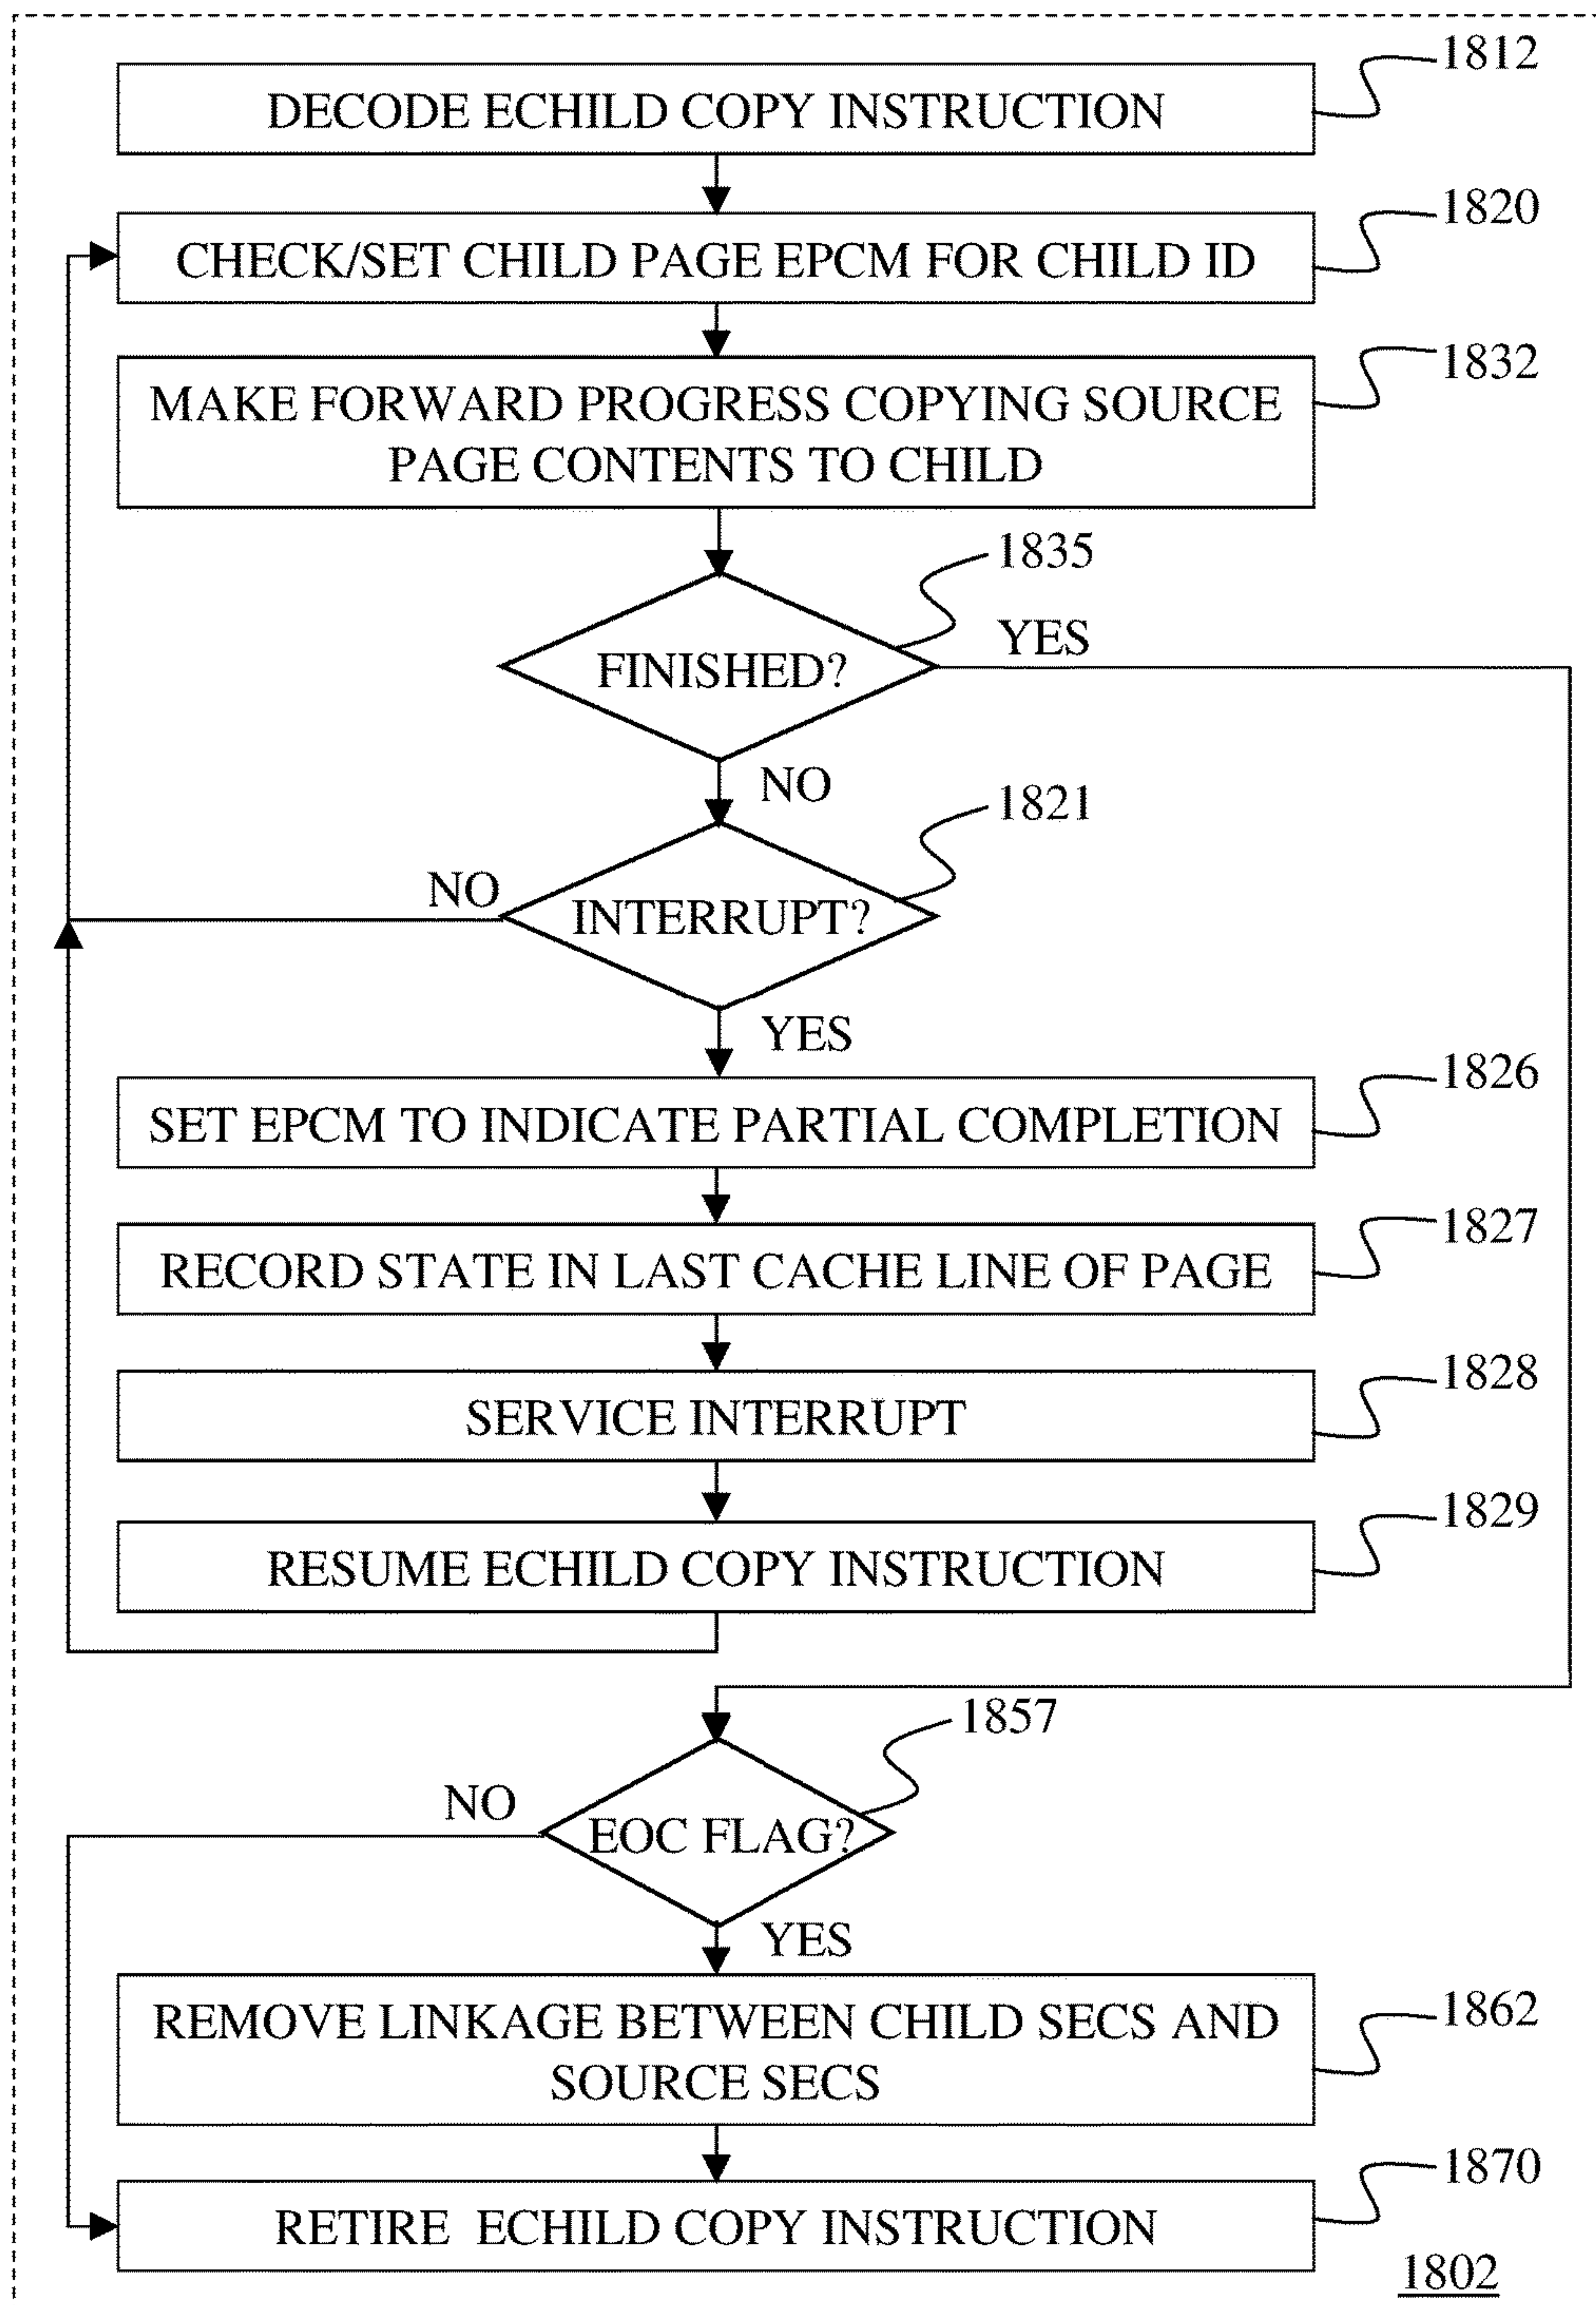 1812
DECODE ECHILD COPY INSTRUCTION
1820
CHECK/SET CHILD PAGE EPCM FOR CHILD ID
1832
MAKE FORWARD PROGRESS COPYING SOURCE
PAGE CONTENTS TO CHILD
1835
YES
FINISHED?
NO
1821
NO
INTERRUPT?
YES
1826
SET EPCM TO INDICATE PARTIAL COMPLETION
1827
RECORD STATE IN LAST CACHE LINE OF PAGE
1828
SERVICE INTERRUPT
1829
RESUME ECHILD COPY INSTRUCTION
1857
NO
EOC FLAG?
YES
1862
REMOVE LINKAGE BETWEEN CHILD SECS AND
SOURCE SECS
1870
RETIRE ECHILD COPY INSTRUCTION
1802